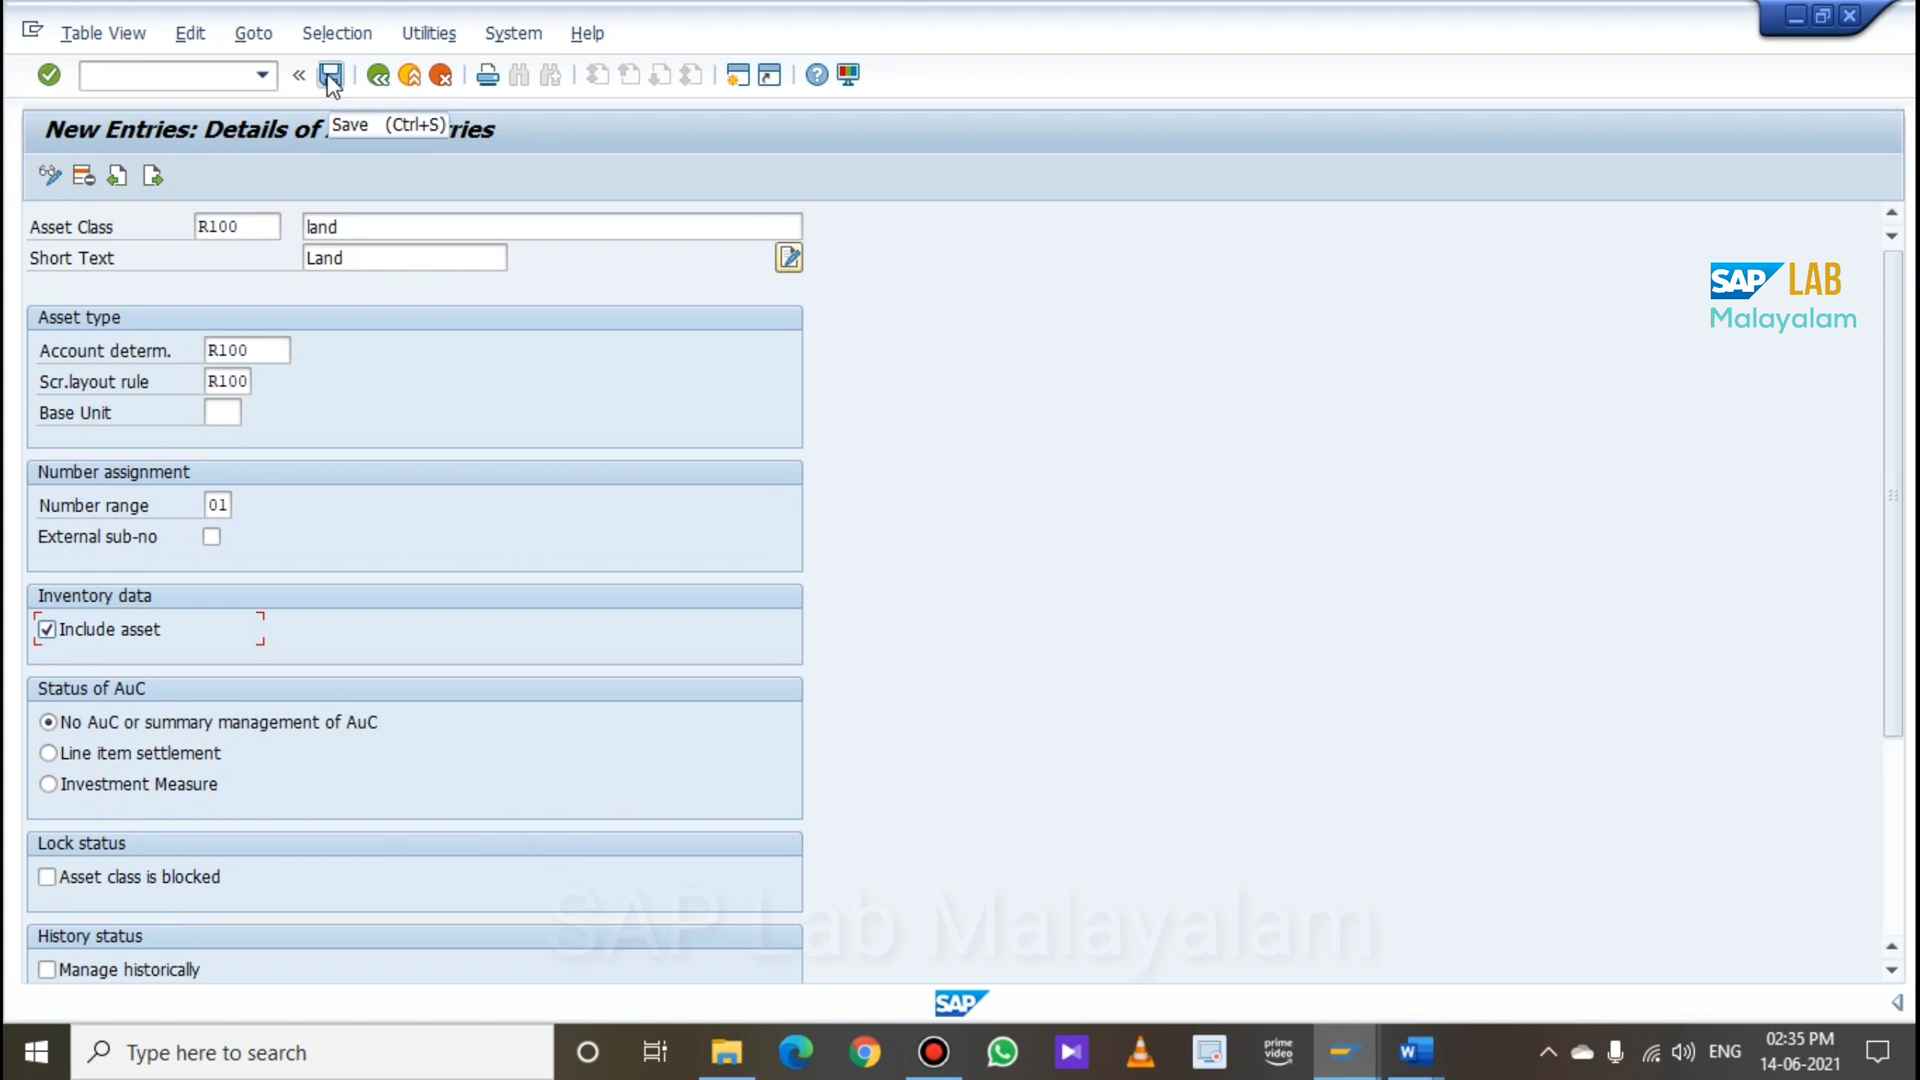 Table View Edit Goto Selection Utilities System Help
Save (Ctrl+S)
New Entries: Details of ries
Asset Class R100 land
Short Text Land
SAP LAB
Malayalam
Asset type
Account determ. R100
Scr.layout rule R100
Base Unit
Number assignment
Number range 01
External sub-no
Inventory data
Include asset
Status of AuC
No AuC or summary management of AuC
Line item settlement
Investment Measure
Lock status
Asset class is blocked
SAP Lab Malayalam
History status
Manage historically
SAP
Type here to search
prime
video
ENG
02:35 PM
14-06-2021